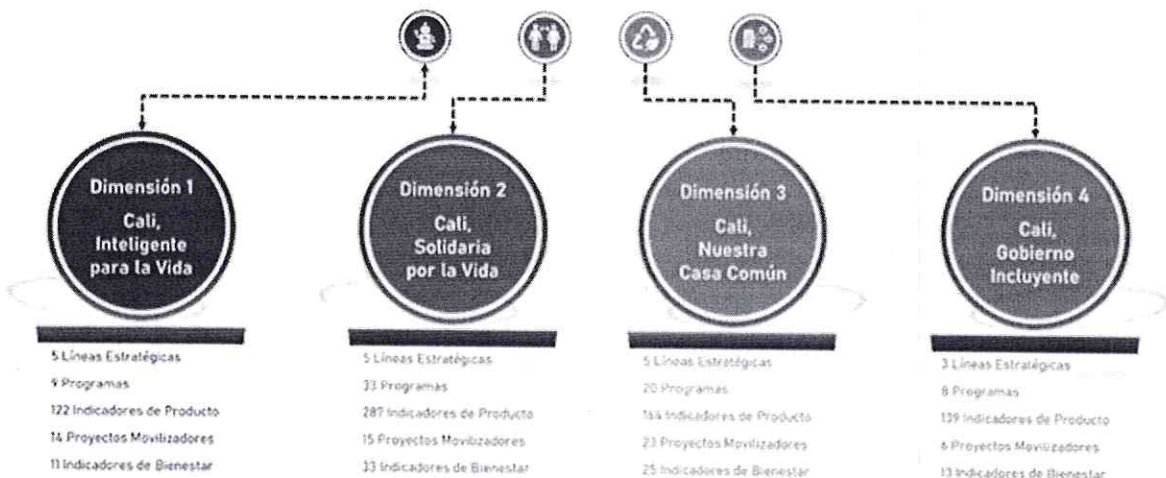 Dimensión 1
Cali,
Inteligente
para la Vida
5 Líneas Estratégicas
9 Programas
122 Indicadores de Producto
14 Proyectos Movilizadores
11 Indicadores de Bienestar
Dimensión 2
Cali,
Solidaria
por la Vida
5 Líneas Estratégicas
33 Programas
287 Indicadores de Producto
15 Proyectos Movilizadores
33 Indicadores de Bienestar
Dimensión 3
Cali,
Nuestra
Casa Común
5 Líneas Estratégicas
20 Programas
Indicadores de Producto
23 Proyectos Movilizadores
25 Indicadores de Bienestar
Dimensión 4
Cali,
Gobierno
Incluyente
3 Líneas Estratégicas
8 Programas
139 Indicadores de Producto
6 Proyectos Movilizadores
13 Indicadores de Bienestar